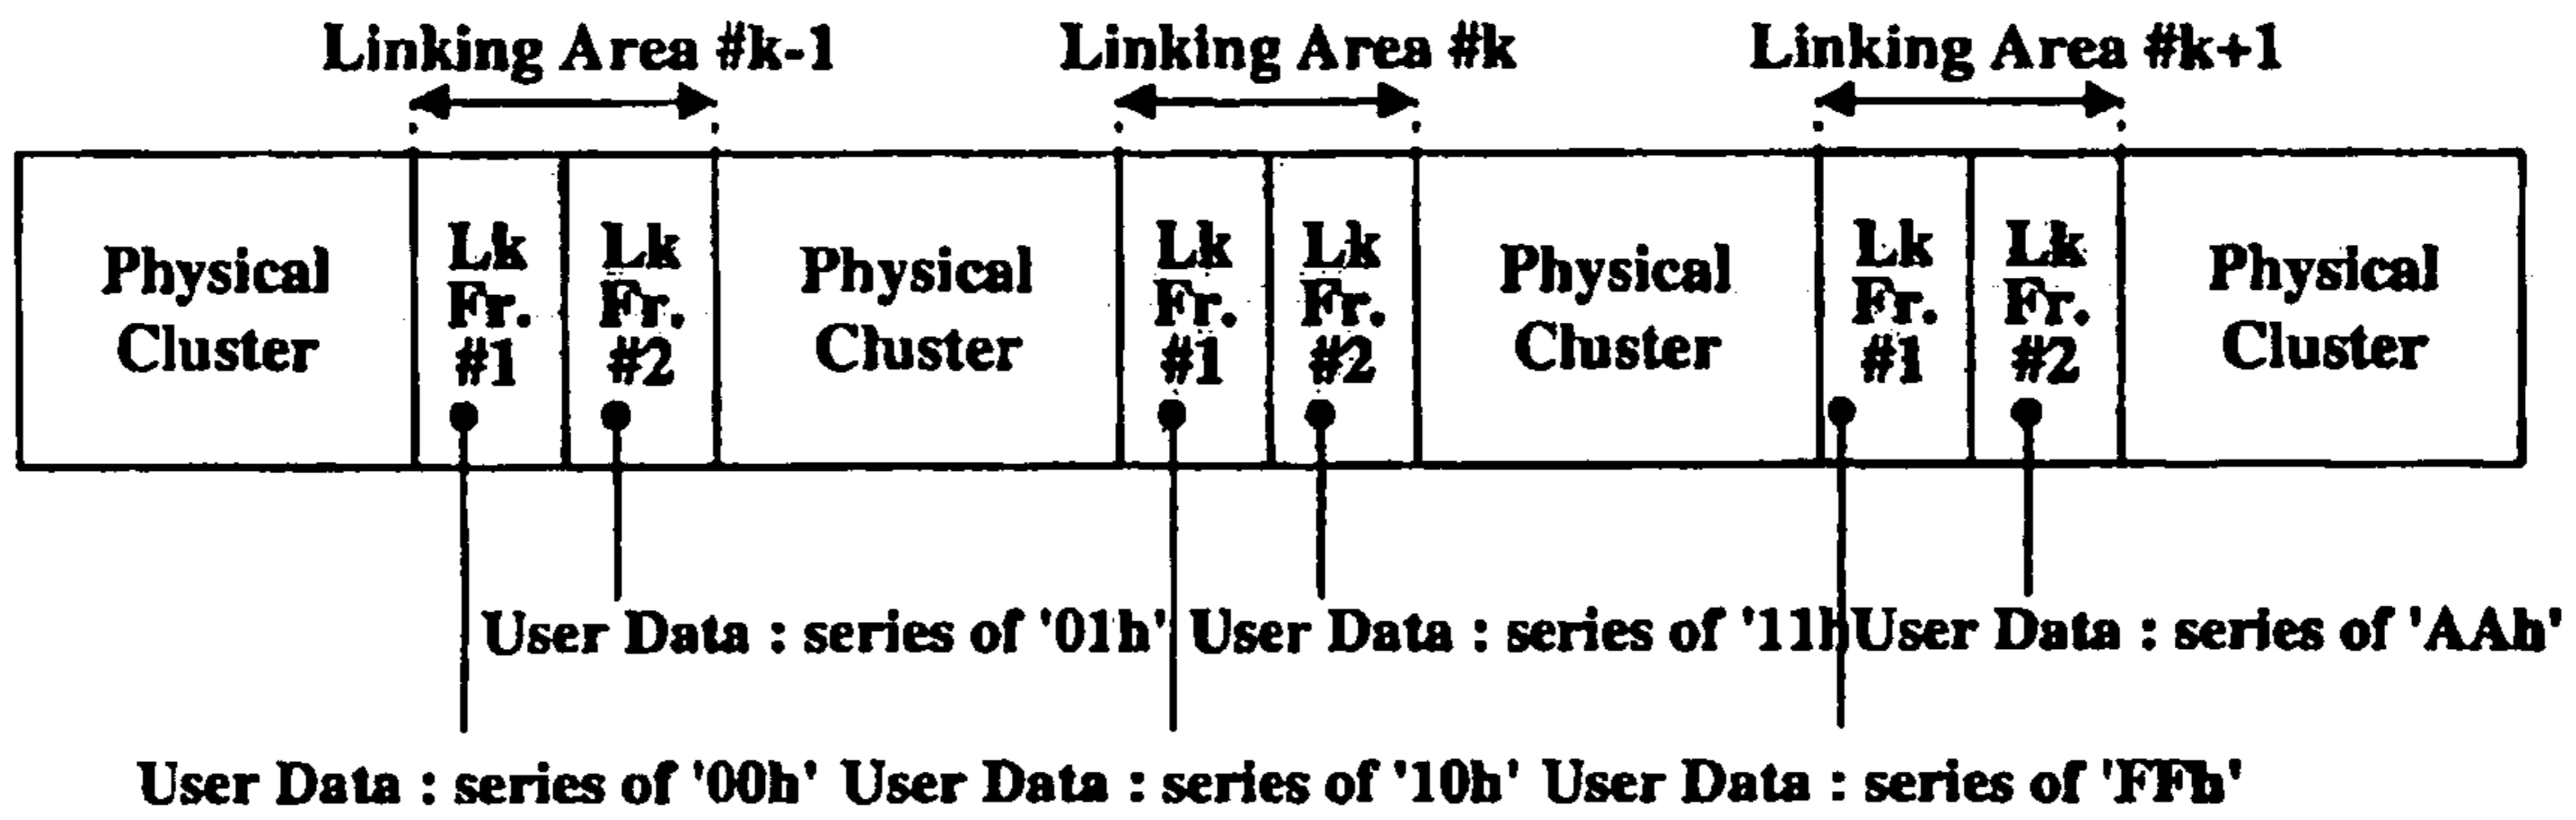 Linking Area #k-1 Linking Area #k Linking Area #k+1
Physical Cluster
Lk Fr. #1
Lk Fr. #2
Physical Cluster
Lk Fr. #1
Lk Fr. #2
Physical Cluster
Lk Fr. #1
Lk Fr. #2
Physical Cluster
User Data : series of '01h' User Data : series of '11h User Data : series of 'AAh'
User Data : series of '00h' User Data : series of '10h' User Data : series of 'FFh'